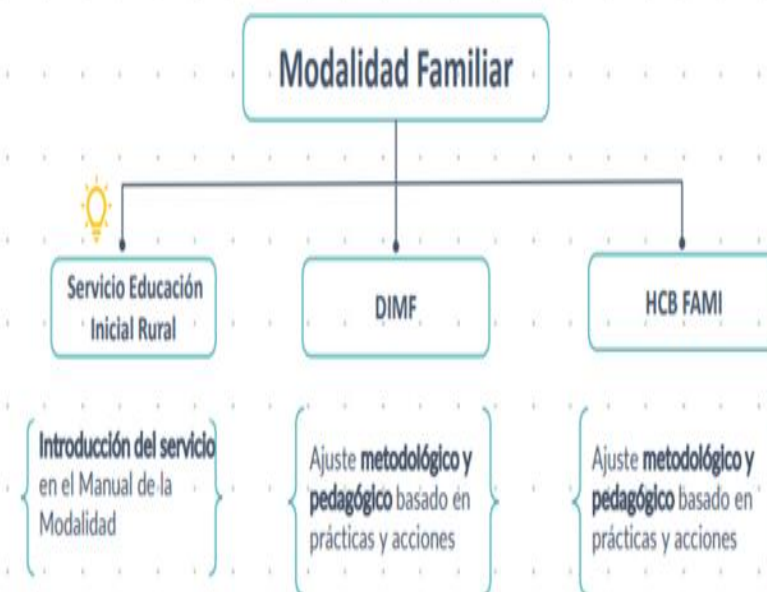 Modalidad Familiar
Servicio Educación
Inicial Rural
DIMF
HCB FAMI
Introducción del servicio
en el Manual de la
Modalidad
Ajuste metodológico y
pedagógico basado en
prácticas y acciones
Ajuste metodológico y
pedagógico basado en
prácticas y acciones